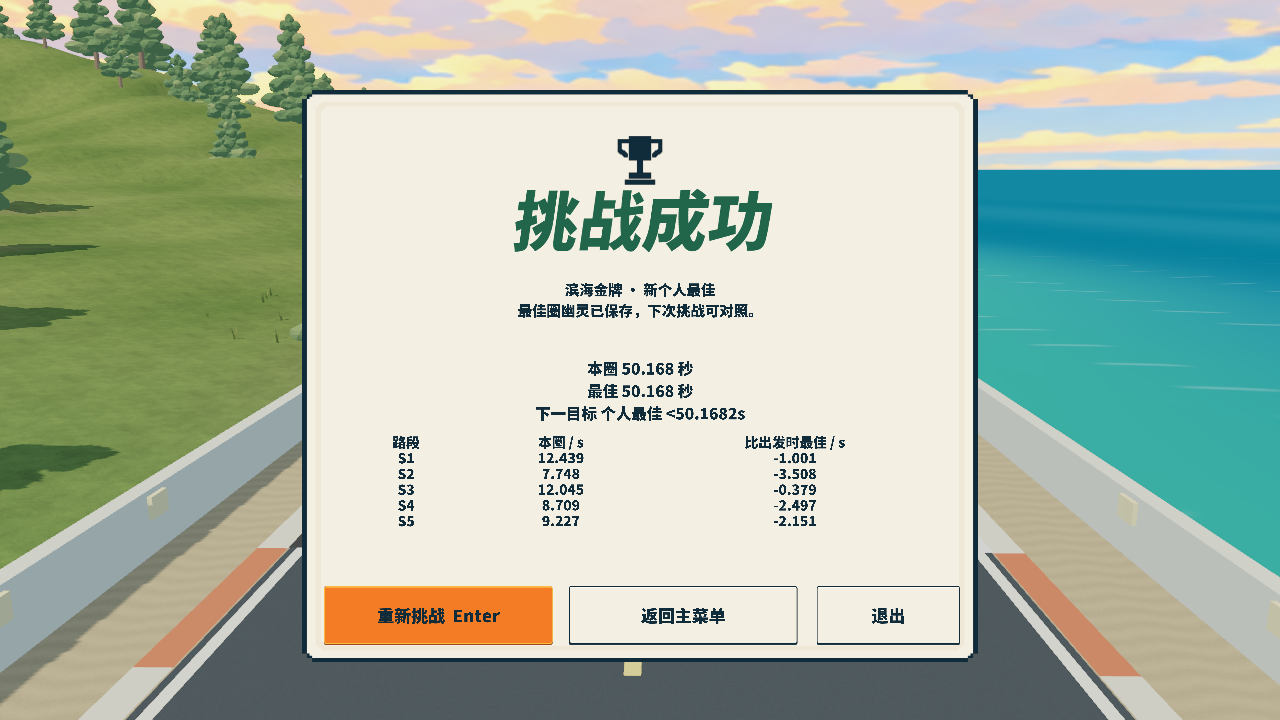 挑战成功
滨海金牌 · 新个人最佳
最佳圈幽灵已保存，下次挑战可对照。
本圈 50.168 秒
最佳 50.168 秒
下一目标 个人最佳 <50.1682s
路段 本圈 / s 比出发时最佳 / s
S1 12.439 -1.001
S2 7.748 -3.508
S3 12.045 -0.379
S4 8.709 -2.497
S5 9.227 -2.151
重新挑战 Enter 返回主菜单 退出